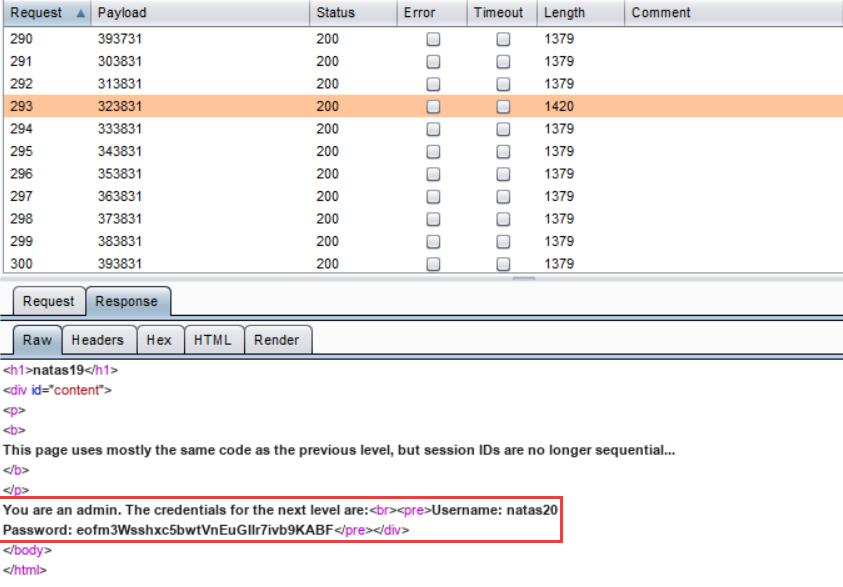 Request Payload Status Error Timeout Length Comment
290 393731 200 1379
291 303831 200 1379
292 313831 200 1379
293 323831 200 1420
294 333831 200 1379
295 343831 200 1379
296 353831 200 1379
297 363831 200 1379
298 373831 200 1379
299 383831 200 1379
300 393831 200 1379
Request Response
Raw Headers Hex HTML Render
<h1>natas19</h1>
<div id="content">
<p>
<b>
This page uses mostly the same code as the previous level, but session IDs are no longer sequential...
</b>
</p>
You are an admin. The credentials for the next level are:<br><pre>Username: natas20
Password: eofm3Wsshxc5bwtVnEuGIlr7ivb9KABF</pre></div>
</body>
</html>